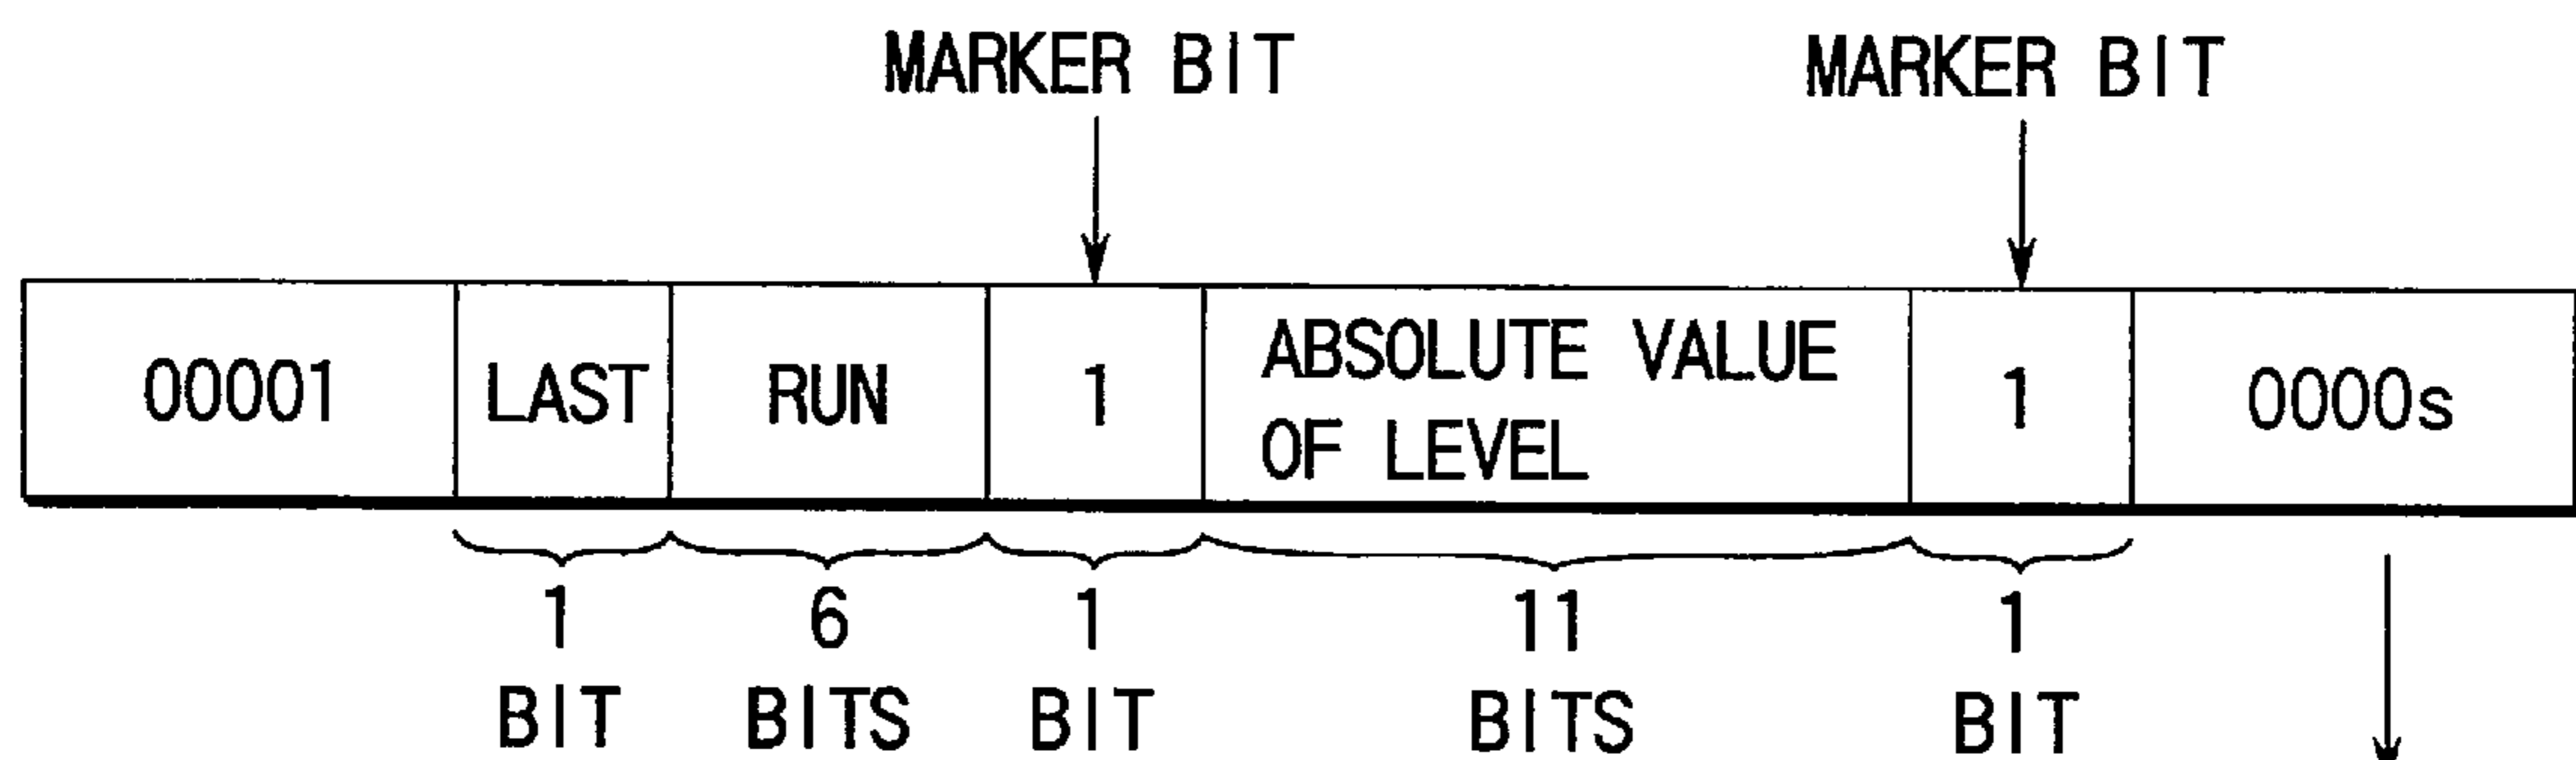 MARKER BIT MARKER BIT
00001 LAST RUN 1 ABSOLUTE VALUE OF LEVEL 1 0000s
1 BIT 6 BITS 1 BIT 11 BITS 1 BIT